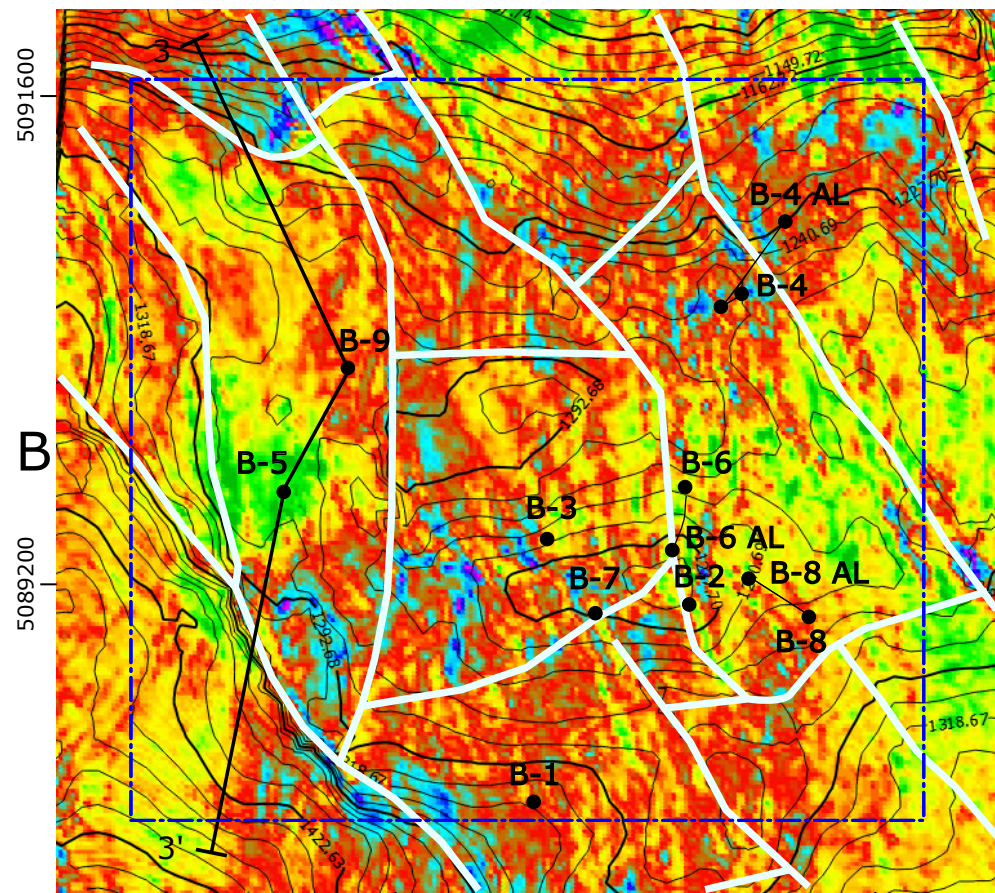 3
1149.72
1162.
5091600
B-4 AL
1240.69
B-4
1318.67
B-9
1292.68
B
B-5
B-6
B-3
B-6 AL
5089200
B-7
B-2
B-8 AL
B-8
1292.68
1318.67
B-1
1422.63
3'